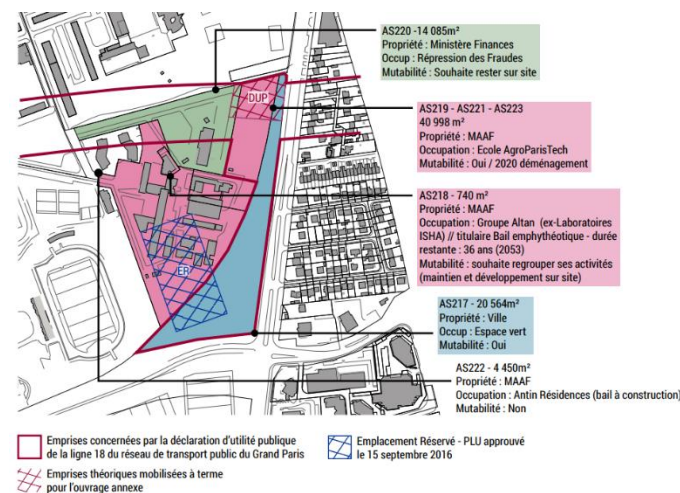 AS220 -14 085m²
Propriété : Ministère Finances
Occup : Répression des Fraudes
Mutabilité : Souhaite rester sur site
DUP
AS219 - AS221 - AS223
40 998 m²
Propriété : MAAF
Occupation : Ecole AgroParisTech
Mutabilité : Oui / 2020 déménagement
AS218 - 740 m²
Propriété : MAAF
Occupation : Groupe Altan (ex-Laboratoires
ISHA) // titulaire Bail emphythéotique - durée
restante : 36 ans (2053)
Mutabilité : souhaite regrouper ses activités
(maintien et développement sur site)
ER
AS217 - 20 564m²
Propriété : Ville
Occup : Espace vert
Mutabilité : Oui
AS222 - 4 450m²
Propriété : MAAF
Occupation : Antin Résidences (bail à construction)
Mutabilité : Non
Emprises concernées par la déclaration d'utilité publique
de la ligne 18 du réseau de transport public du Grand Paris
Emplacement Réservé - PLU approuvé
le 15 septembre 2016
Emprises théoriques mobilisées à terme
pour l'ouvrage annexe